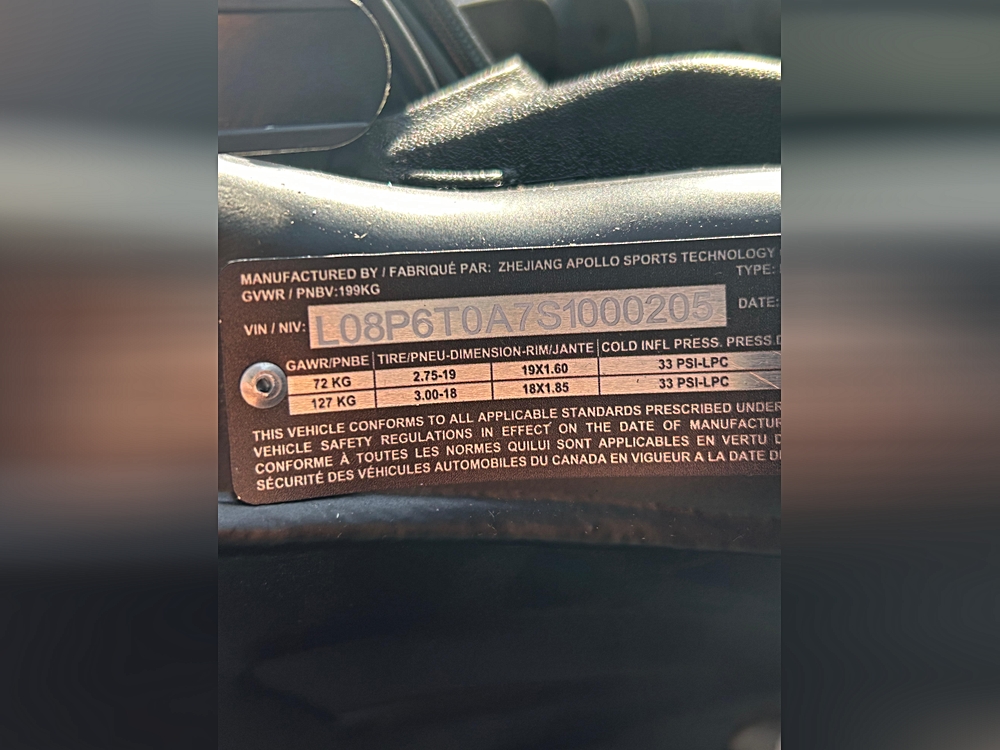 MANUFACTURED BY / FABRIQUÉ PAR: ZHEJIANG APOLLO SPORTS TECHNOLOGY
GVWR / PNBV:199KG TYPE:
VIN / NIV: L08P6T0A7S1000205 DATE:
GAWR/PNBE TIRE/PNEU-DIMENSION-RIM/JANTE COLD INFL PRESS. PRESS.
72 KG 2.75-19 19X1.60 33 PSI-LPC
127 KG 3.00-18 18X1.85 33 PSI-LPC
THIS VEHICLE CONFORMS TO ALL APPLICABLE STANDARDS PRESCRIBED UNDER
VEHICLE SAFETY REGULATIONS IN EFFECT ON THE DATE OF MANUFACTUR
CONFORME À TOUTES LES NORMES QUILUI SONT APPLICABLES EN VERTU D
SÉCURITÉ DES VÉHICULES AUTOMOBILES DU CANADA EN VIGUEUR A LA DATE DE